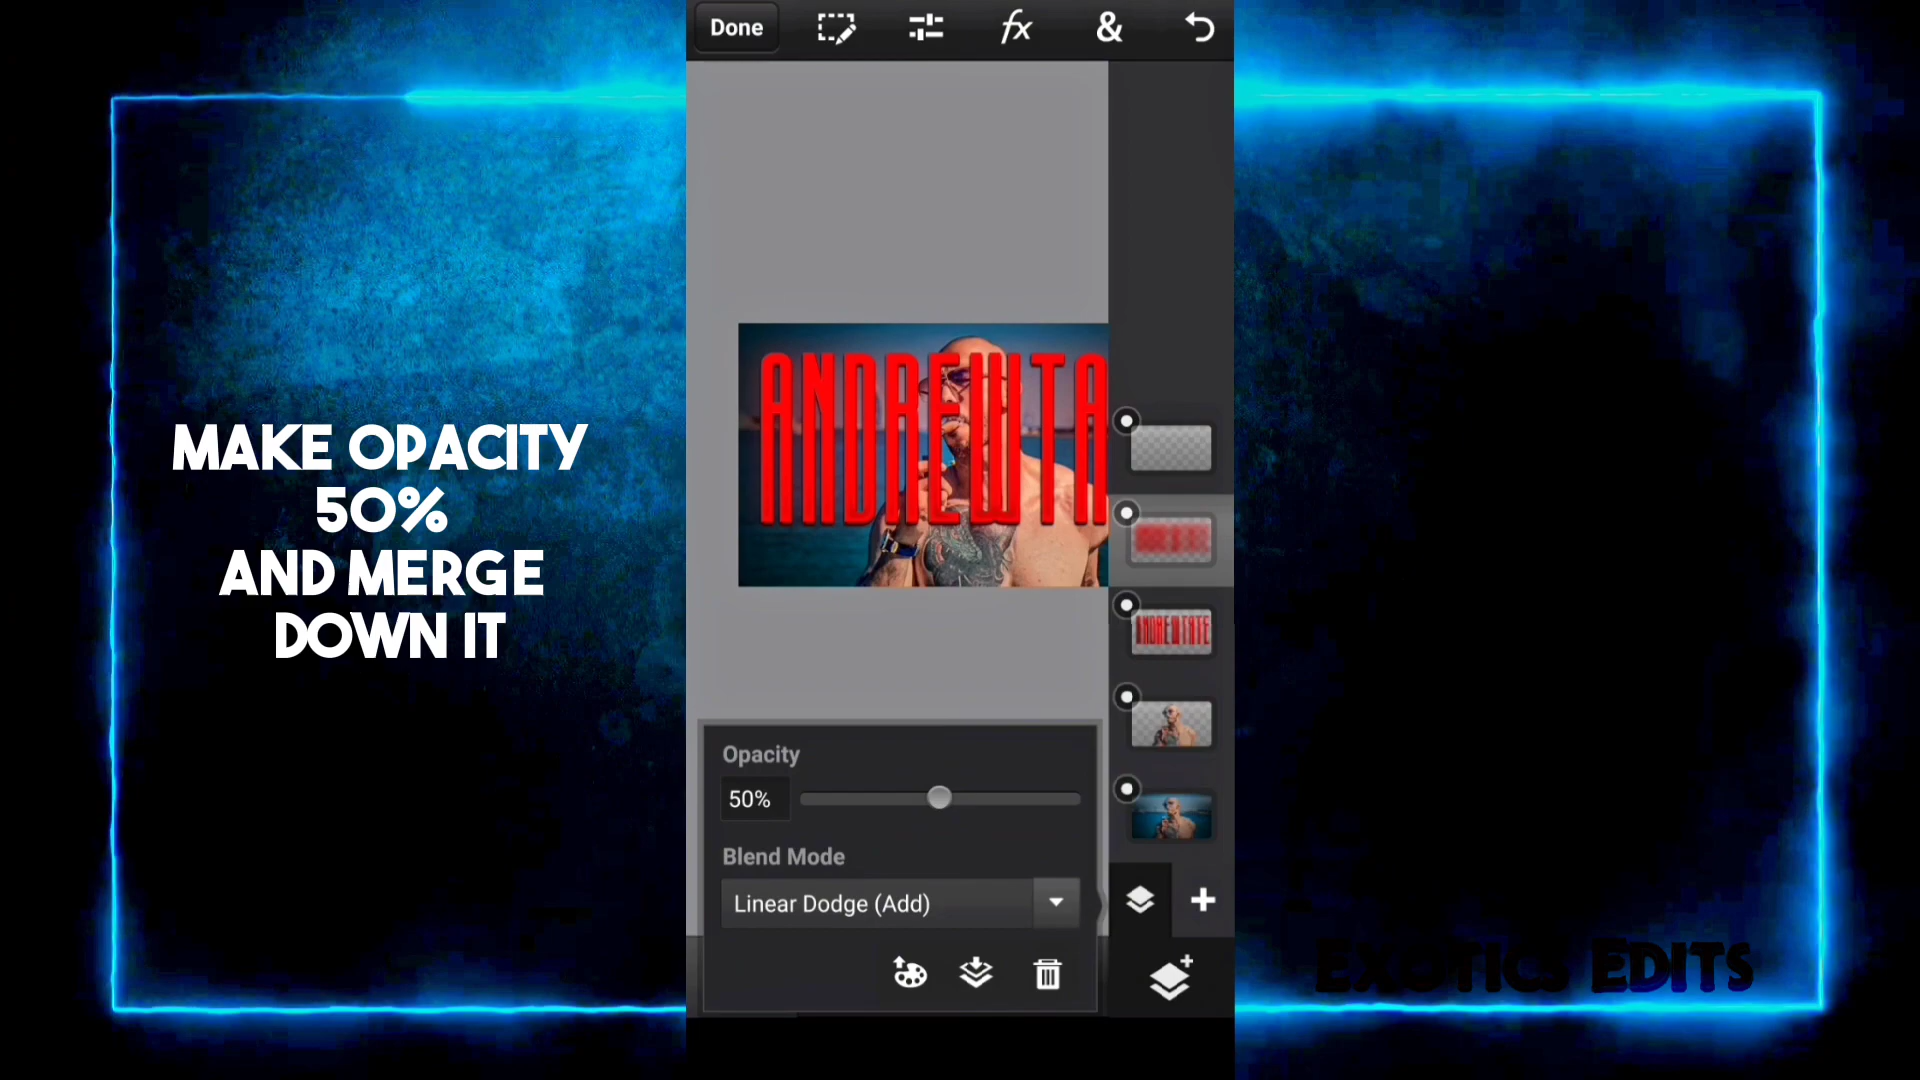 Done
fx
&
MAKE OPACITY
50%
AND MERGE
DOWN IT
ANDREWTA
ANDREWTATE
Opacity
50%
Blend Mode
Linear Dodge (Add)
EXOTICS EDITS